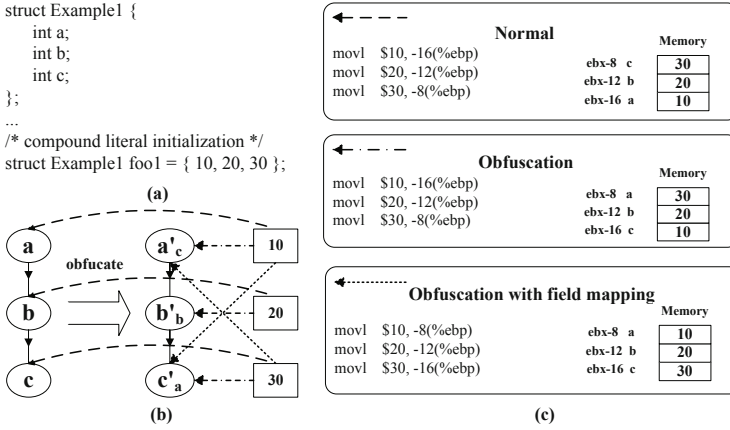 struct Example1 {
int a;
int b;
int c;
};
...
/* compound literal initialization */
struct Example1 foo1 = { 10, 20, 30 };
(a)
a
b
c
obfucate
a'c
b'b
c'a
10
20
30
(b)
Normal
movl $10, -16(%ebp)
movl $20, -12(%ebp)
movl $30, -8(%ebp)
Memory
ebx-8 c 30
ebx-12 b 20
ebx-16 a 10
Obfuscation
movl $10, -16(%ebp)
movl $20, -12(%ebp)
movl $30, -8(%ebp)
Memory
ebx-8 a 30
ebx-12 b 20
ebx-16 c 10
Obfuscation with field mapping
movl $10, -8(%ebp)
movl $20, -12(%ebp)
movl $30, -16(%ebp)
Memory
ebx-8 a 10
ebx-12 b 20
ebx-16 c 30
(c)